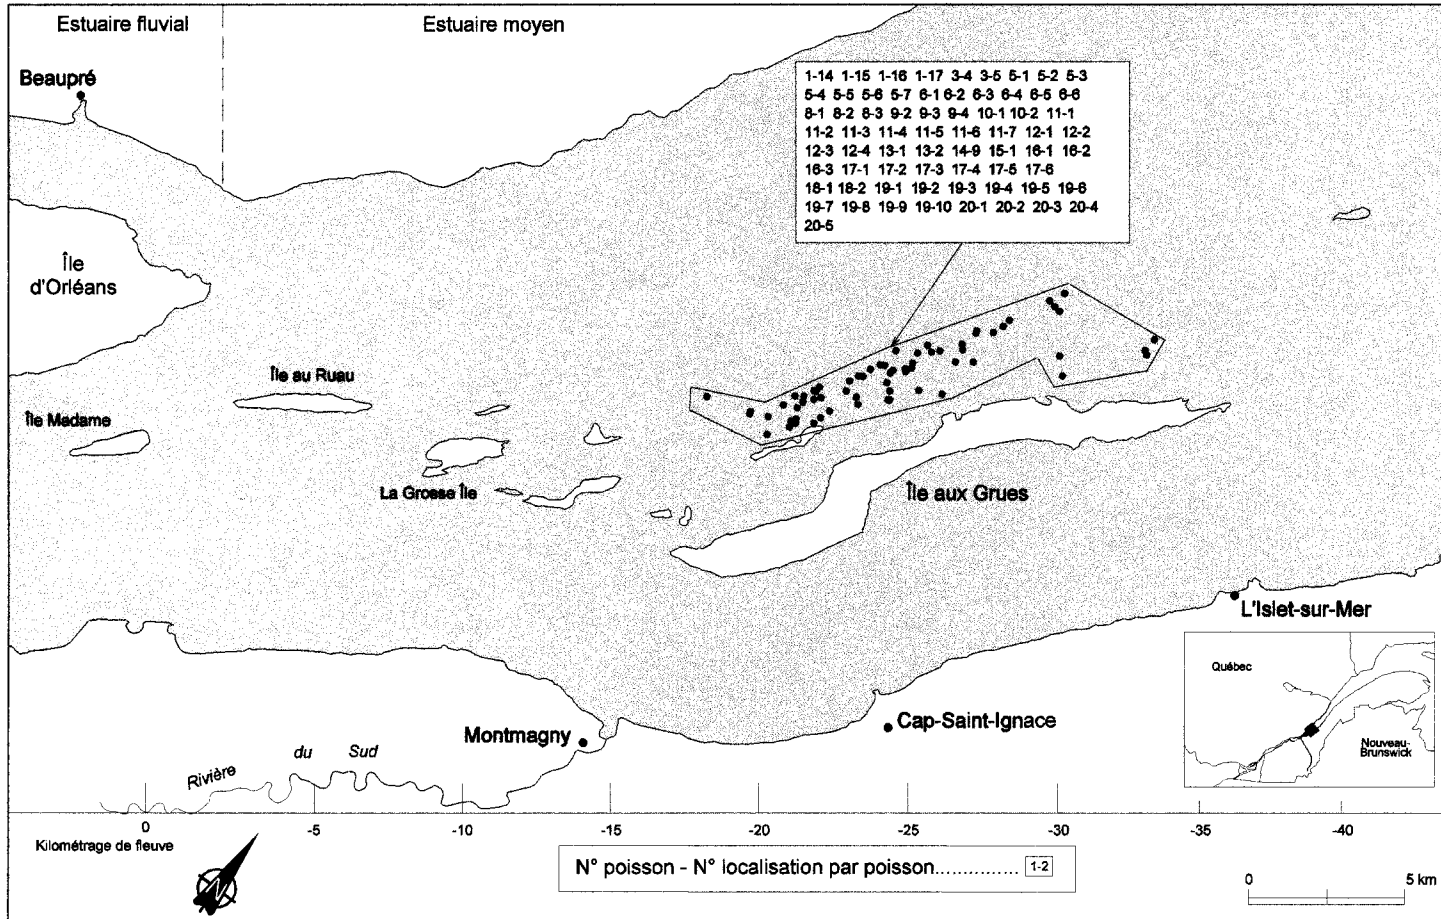 Estuaire fluvial
Estuaire moyen
Beaupré
1-14 1-15 1-16 1-17 3-4 3-5 5-1 5-2 5-3
5-4 5-5 5-6 5-7 6-1 6-2 6-3 6-4 6-5 6-6
8-1 8-2 8-3 9-2 9-3 9-4 10-1 10-2 11-1
11-2 11-3 11-4 11-5 11-6 11-7 12-1 12-2
12-3 12-4 13-1 13-2 14-9 15-1 16-1 16-2
16-3 17-1 17-2 17-3 17-4 17-5 17-6
18-1 18-2 19-1 19-2 19-3 19-4 19-5 19-6
19-7 19-8 19-9 19-10 20-1 20-2 20-3 20-4
20-5
Île
d'Orléans
Île au Ruau
Île Madame
La Grosse Île
Île aux Grues
L'Islet-sur-Mer
Québec
Nouveau-
Brunswick
Cap-Saint-Ignace
Montmagny
Rivière du Sud
0 -5 -10 -15 -20 -25 -30 -35 -40
Kilométrage de fleuve
N° poisson - N° localisation par poisson.............. 1-2
0 5 km